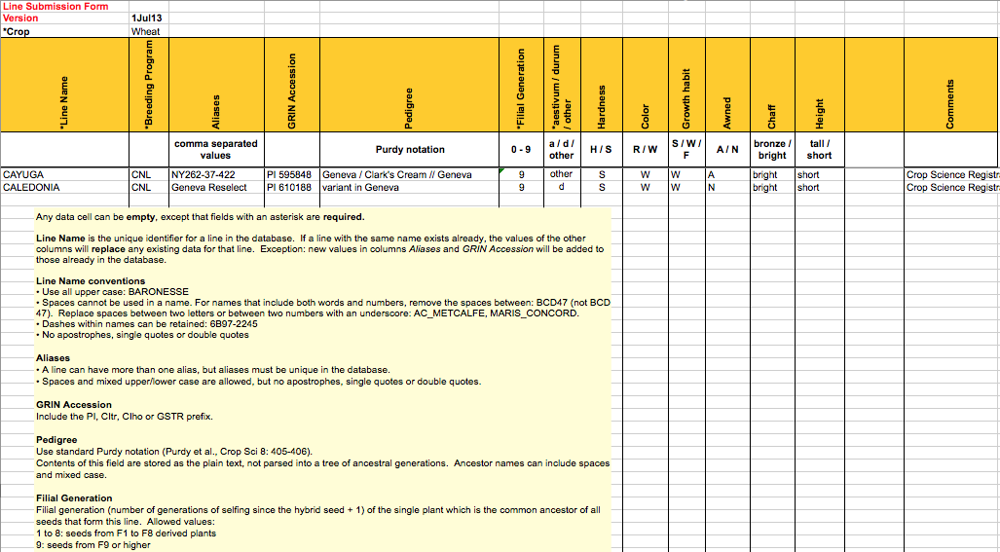 Line Submission Form
Version 1Jul13
*Crop Wheat
*Line Name *Breeding Program Aliases GRIN Accession Pedigree *Filial Generation *aestivum / durum / other Hardness Color Growth habit Awned Chaff Height Comments
comma separated values Purdy notation 0 - 9 a / d / other H / S R / W S / W / F A / N bronze / bright tall / short
CAYUGA CNL NY262-37-422 PI 595848 Geneva / Clark's Cream // Geneva 9 other S W W A bright short Crop Science Registr
CALEDONIA CNL Geneva Reselect PI 610188 variant in Geneva 9 d S W W N bright short Crop Science Registr
Any data cell can be empty, except that fields with an asterisk are required.
Line Name is the unique identifier for a line in the database. If a line with the same name exists already, the values of the other
columns will replace any existing data for that line. Exception: new values in columns Aliases and GRIN Accession will be added to
those already in the database.
Line Name conventions
• Use all upper case: BARONESSE
• Spaces cannot be used in a name. For names that include both words and numbers, remove the spaces between: BCD47 (not BCD
47). Replace spaces between two letters or between two numbers with an underscore: AC_METCALFE, MARIS_CONCORD.
• Dashes within names can be retained: 6B97-2245
• No apostrophes, single quotes or double quotes
Aliases
• A line can have more than one alias, but aliases must be unique in the database.
• Spaces and mixed upper/lower case are allowed, but no apostrophes, single quotes or double quotes.
GRIN Accession
Include the PI, CItr, CIho or GSTR prefix.
Pedigree
Use standard Purdy notation (Purdy et al., Crop Sci 8: 405-406).
Contents of this field are stored as the plain text, not parsed into a tree of ancestral generations. Ancestor names can include spaces
and mixed case.
Filial Generation
Filial generation (number of generations of selfing since the hybrid seed + 1) of the single plant which is the common ancestor of all
seeds that form this line. Allowed values:
1 to 8: seeds from F1 to F8 derived plants
9: seeds from F9 or higher